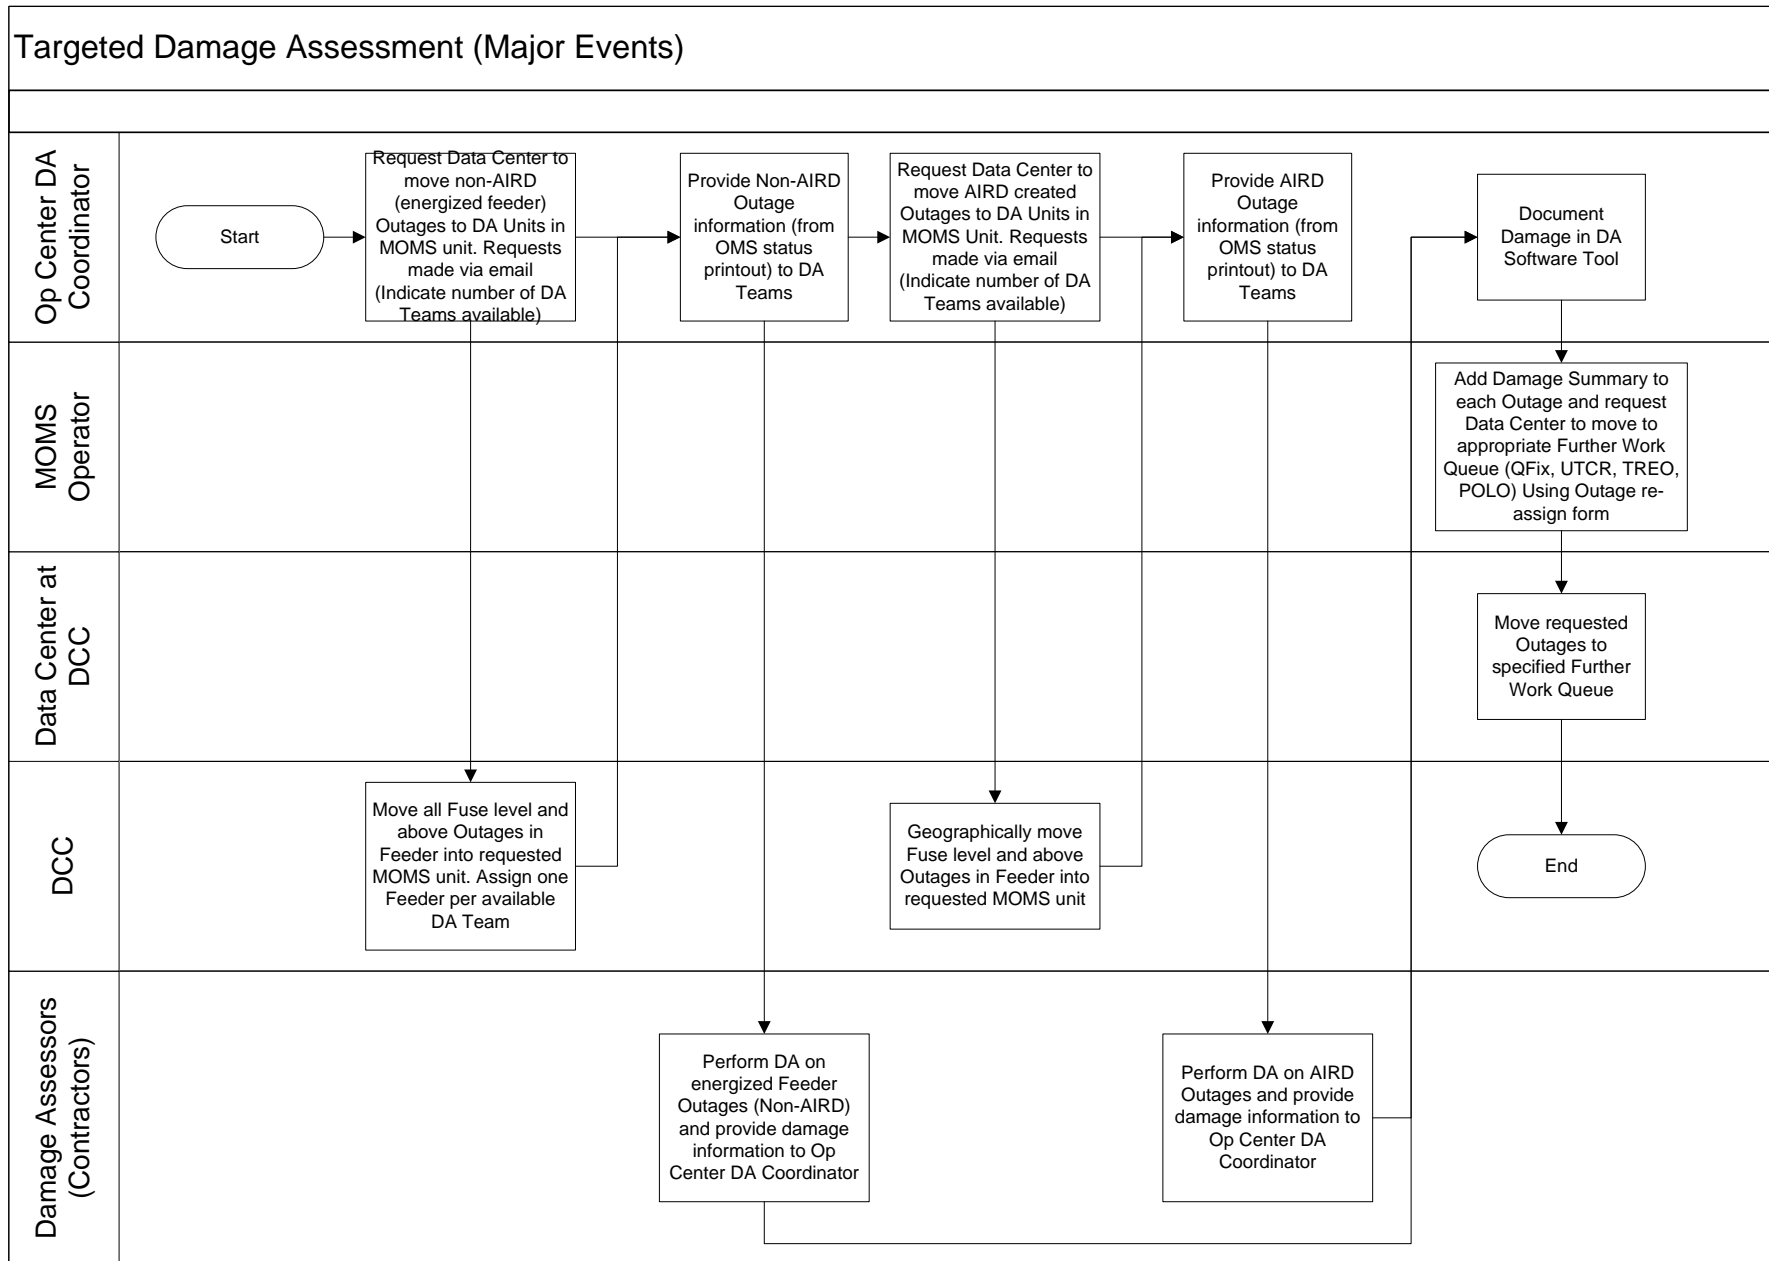 Targeted Damage Assessment (Major Events)
Op Center DA
Coordinator
Start
Request Data Center to
move non-AIRD
(energized feeder)
Outages to DA Units in
MOMS unit. Requests
made via email
(Indicate number of DA
Teams available)
Provide Non-AIRD
Outage
information (from
OMS status
printout) to DA
Teams
Request Data Center to
move AIRD created
Outages to DA Units in
MOMS Unit. Requests
made via email
(Indicate number of DA
Teams available)
Provide AIRD
Outage
information (from
OMS status
printout) to DA
Teams
Document
Damage in DA
Software Tool
MOMS
Operator
Add Damage Summary to
each Outage and request
Data Center to move to
appropriate Further Work
Queue (QFix, UTCR, TREO,
POLO) Using Outage re-
assign form
Data Center at
DCC
Move requested
Outages to
specified Further
Work Queue
DCC
Move all Fuse level and
above Outages in
Feeder into requested
MOMS unit. Assign one
Feeder per available
DA Team
Geographically move
Fuse level and above
Outages in Feeder into
requested MOMS unit
End
Damage Assessors
(Contractors)
Perform DA on
energized Feeder
Outages (Non-AIRD)
and provide damage
information to Op
Center DA Coordinator
Perform DA on AIRD
Outages and provide
damage information to
Op Center DA
Coordinator